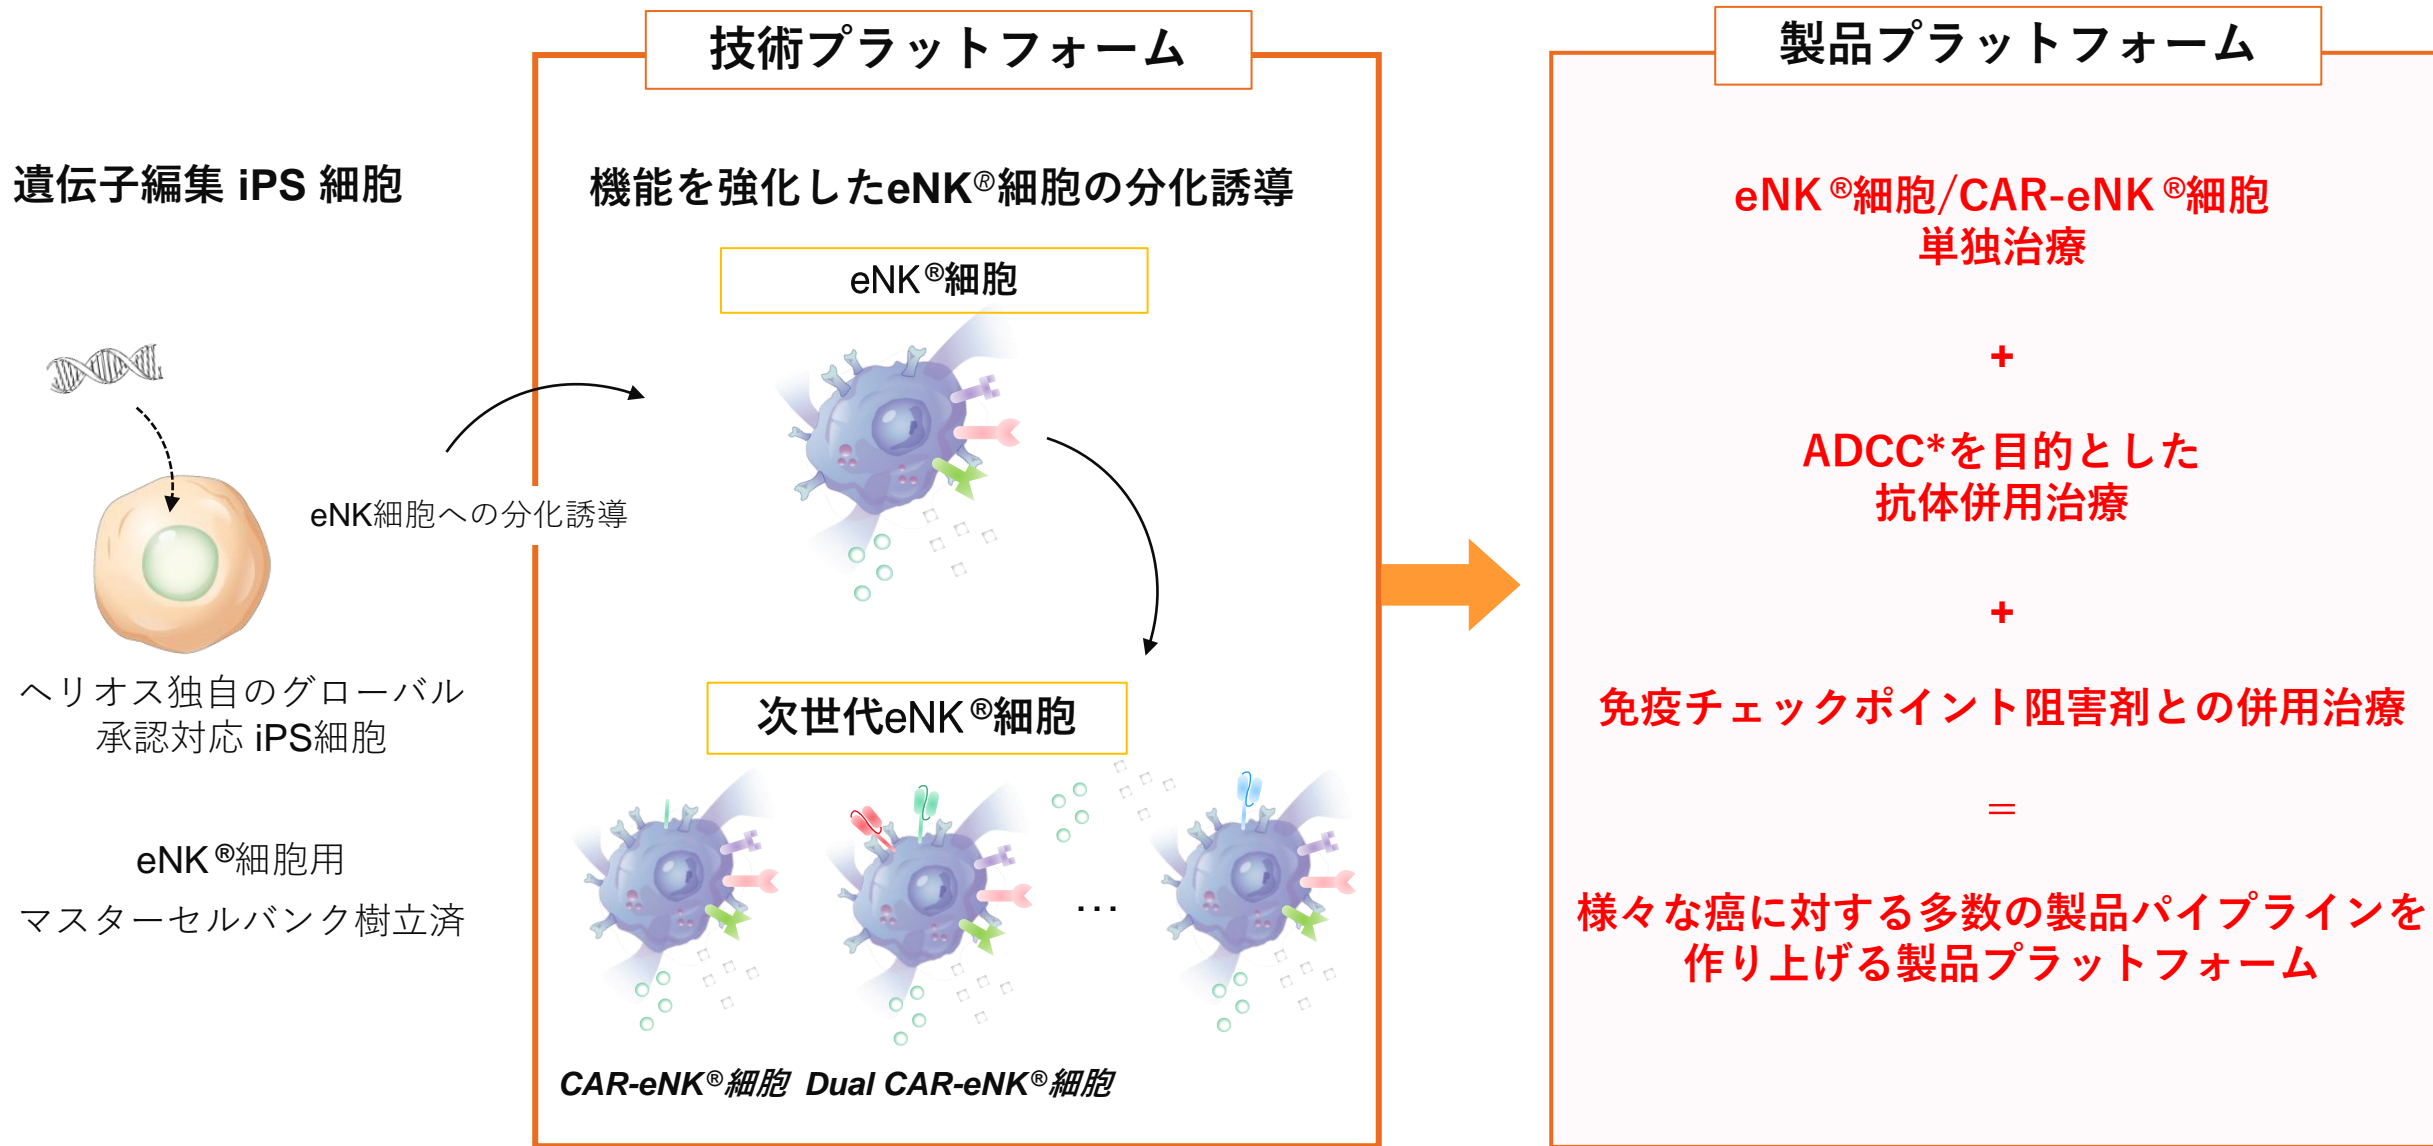 遺伝子編集 iPS 細胞
ヘリオス独自のグローバル
承認対応 iPS細胞
eNK®細胞用
マスターセルバンク樹立済
eNK細胞への分化誘導
技術プラットフォーム
機能を強化したeNK®細胞の分化誘導
eNK®細胞
次世代eNK®細胞
…
CAR-eNK®細胞 Dual CAR-eNK®細胞
製品プラットフォーム
eNK®細胞/CAR-eNK®細胞
単独治療
+
ADCC*を目的とした
抗体併用治療
+
免疫チェックポイント阻害剤との併用治療
＝
様々な癌に対する多数の製品パイプラインを
作り上げる製品プラットフォーム